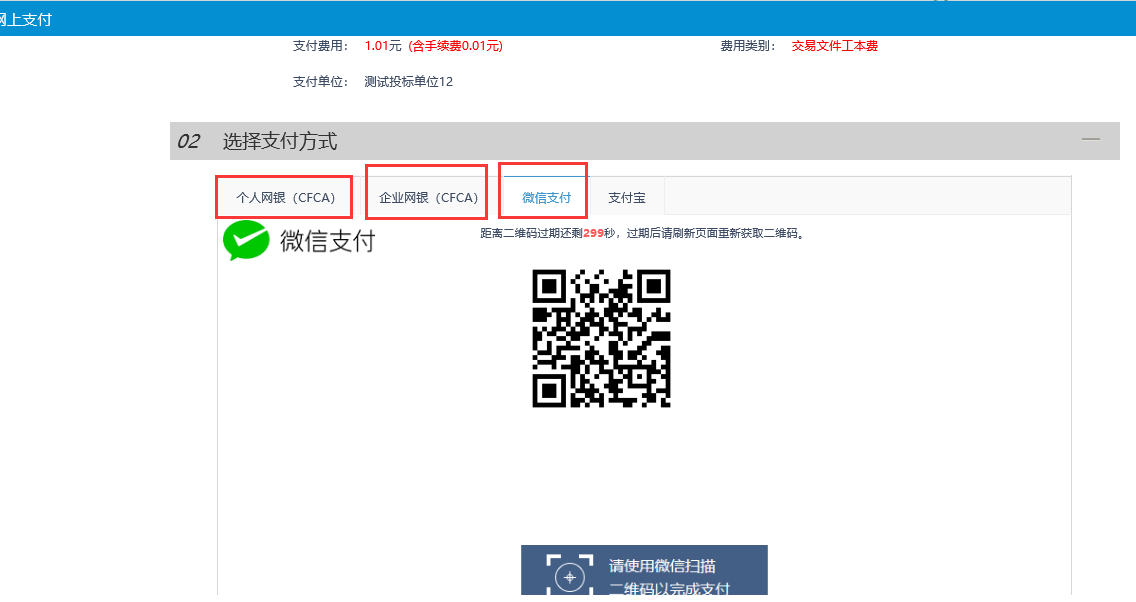 网上支付
支付费用： 1.01元 (含手续费0.01元) 费用类别： 交易文件工本费
支付单位： 测试投标单位12
02 选择支付方式
个人网银（CFCA） 企业网银（CFCA） 微信支付 支付宝
微信支付 距离二维码过期还剩299秒，过期后请刷新页面重新获取二维码。
请使用微信扫描
二维码以完成支付